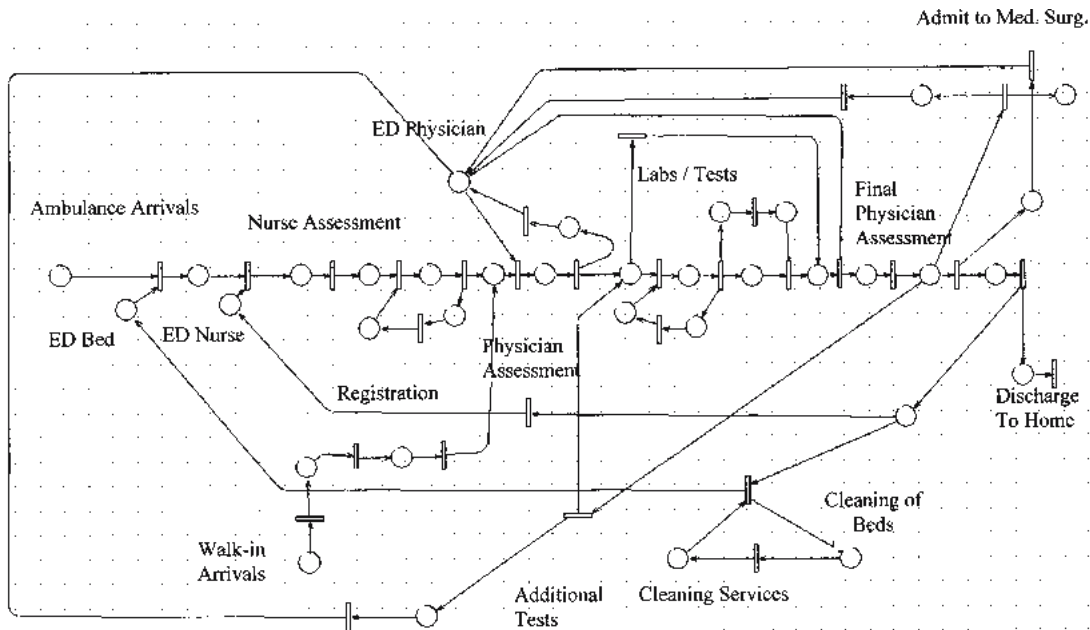 Admit to Med. Surg.
ED Physician
Labs / Tests
Final
Physician
Assessment
Ambulance Arrivals
Nurse Assessment
ED Bed
ED Nurse
Physician
Assessment
Registration
Discharge
To Home
Cleaning of
Beds
Walk-in
Arrivals
Additional
Tests
Cleaning Services